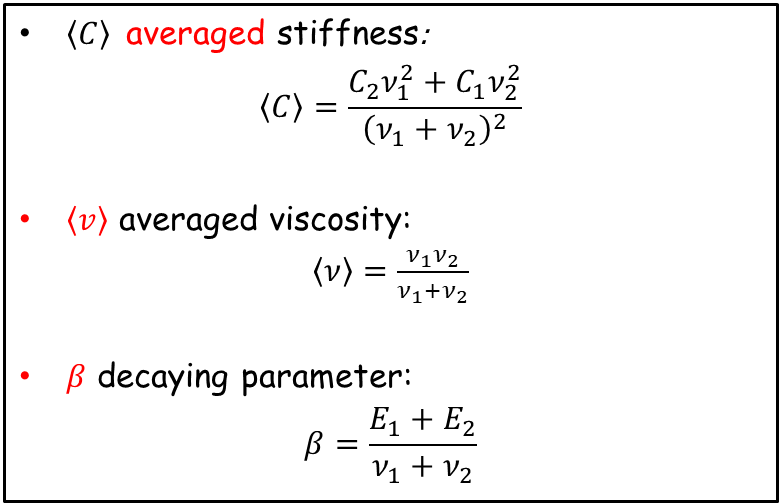 • ⟨C⟩ averaged stiffness:
⟨C⟩ = (C₂ν₁² + C₁ν₂²) / (ν₁ + ν₂)²
• ⟨ν⟩ averaged viscosity:
⟨ν⟩ = ν₁ν₂ / (ν₁+ν₂)
• β decaying parameter:
β = (E₁ + E₂) / (ν₁ + ν₂)